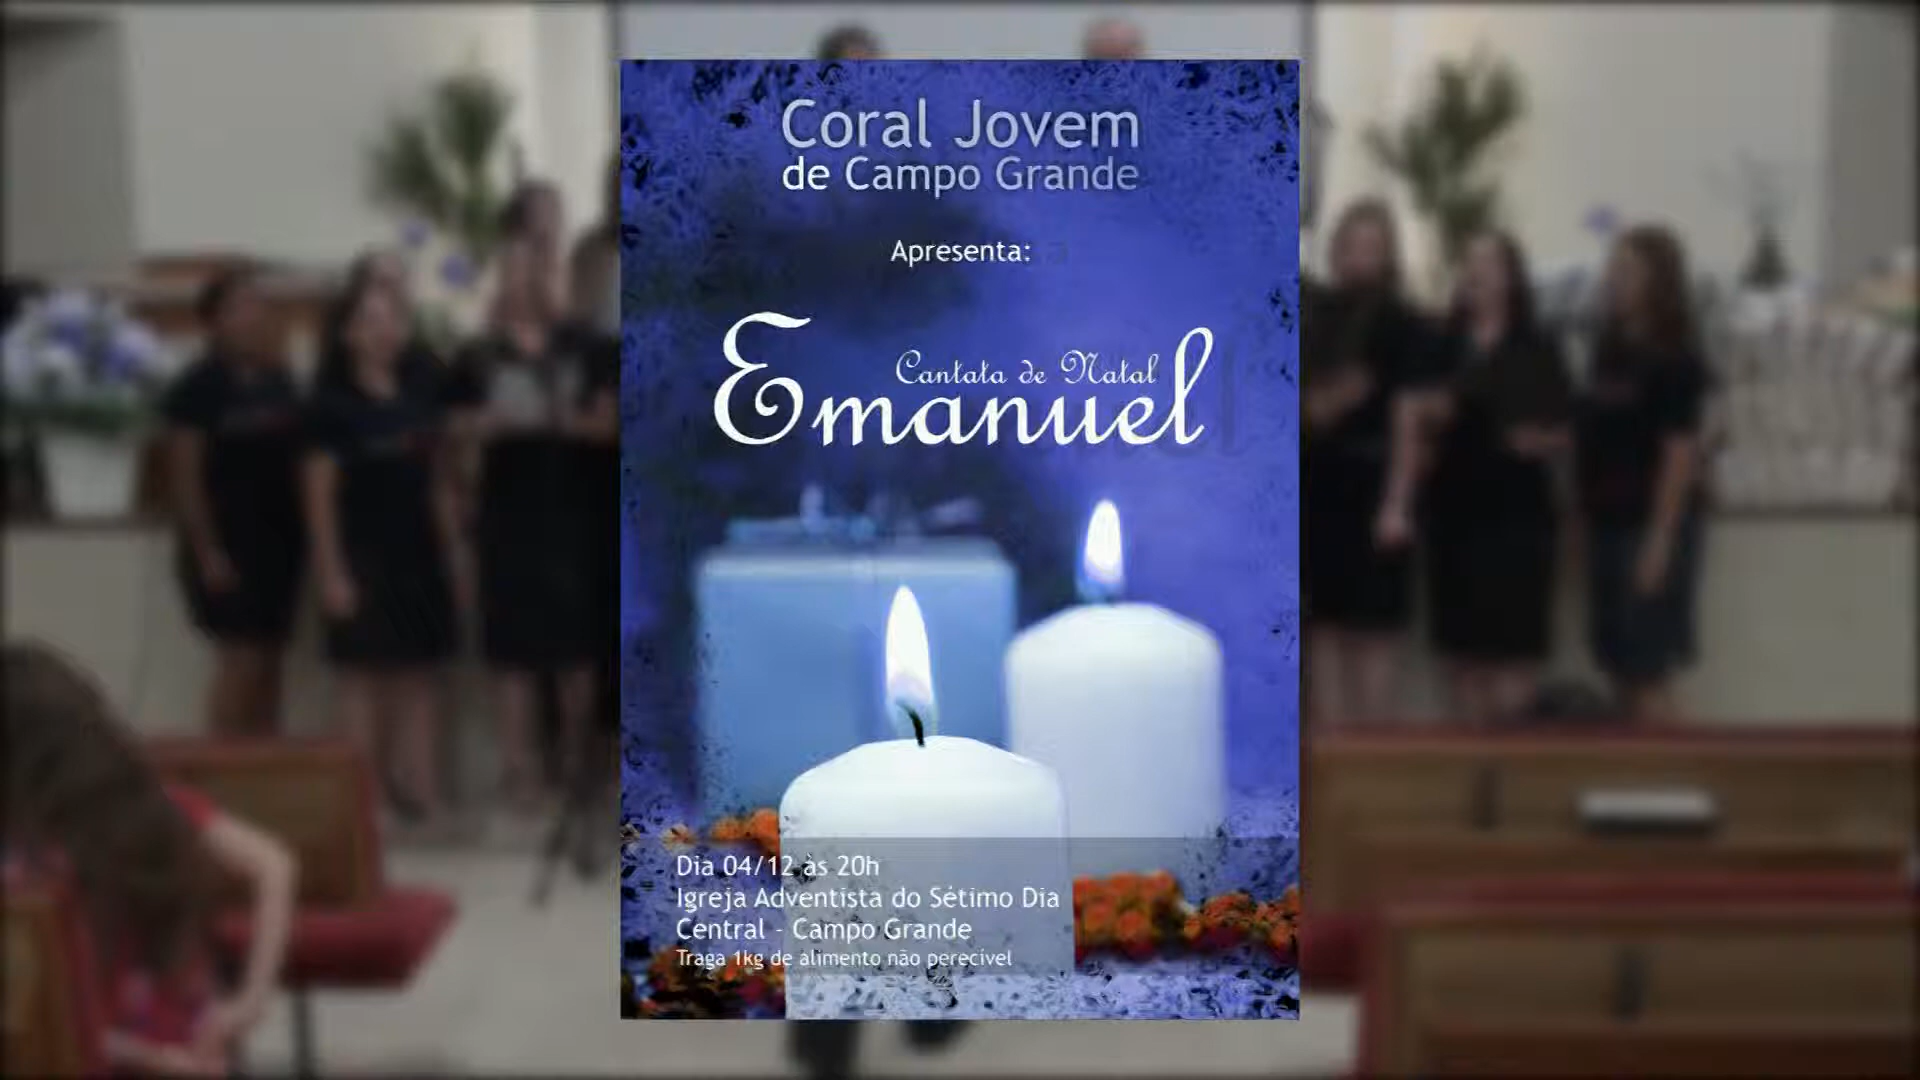 Coral Jovem
de Campo Grande
Apresenta:
Cantata de Natal
Emanuel
Dia 04/12 às 20h
Igreja Adventista do Sétimo Dia
Central - Campo Grande
Traga 1kg de alimento não perecível